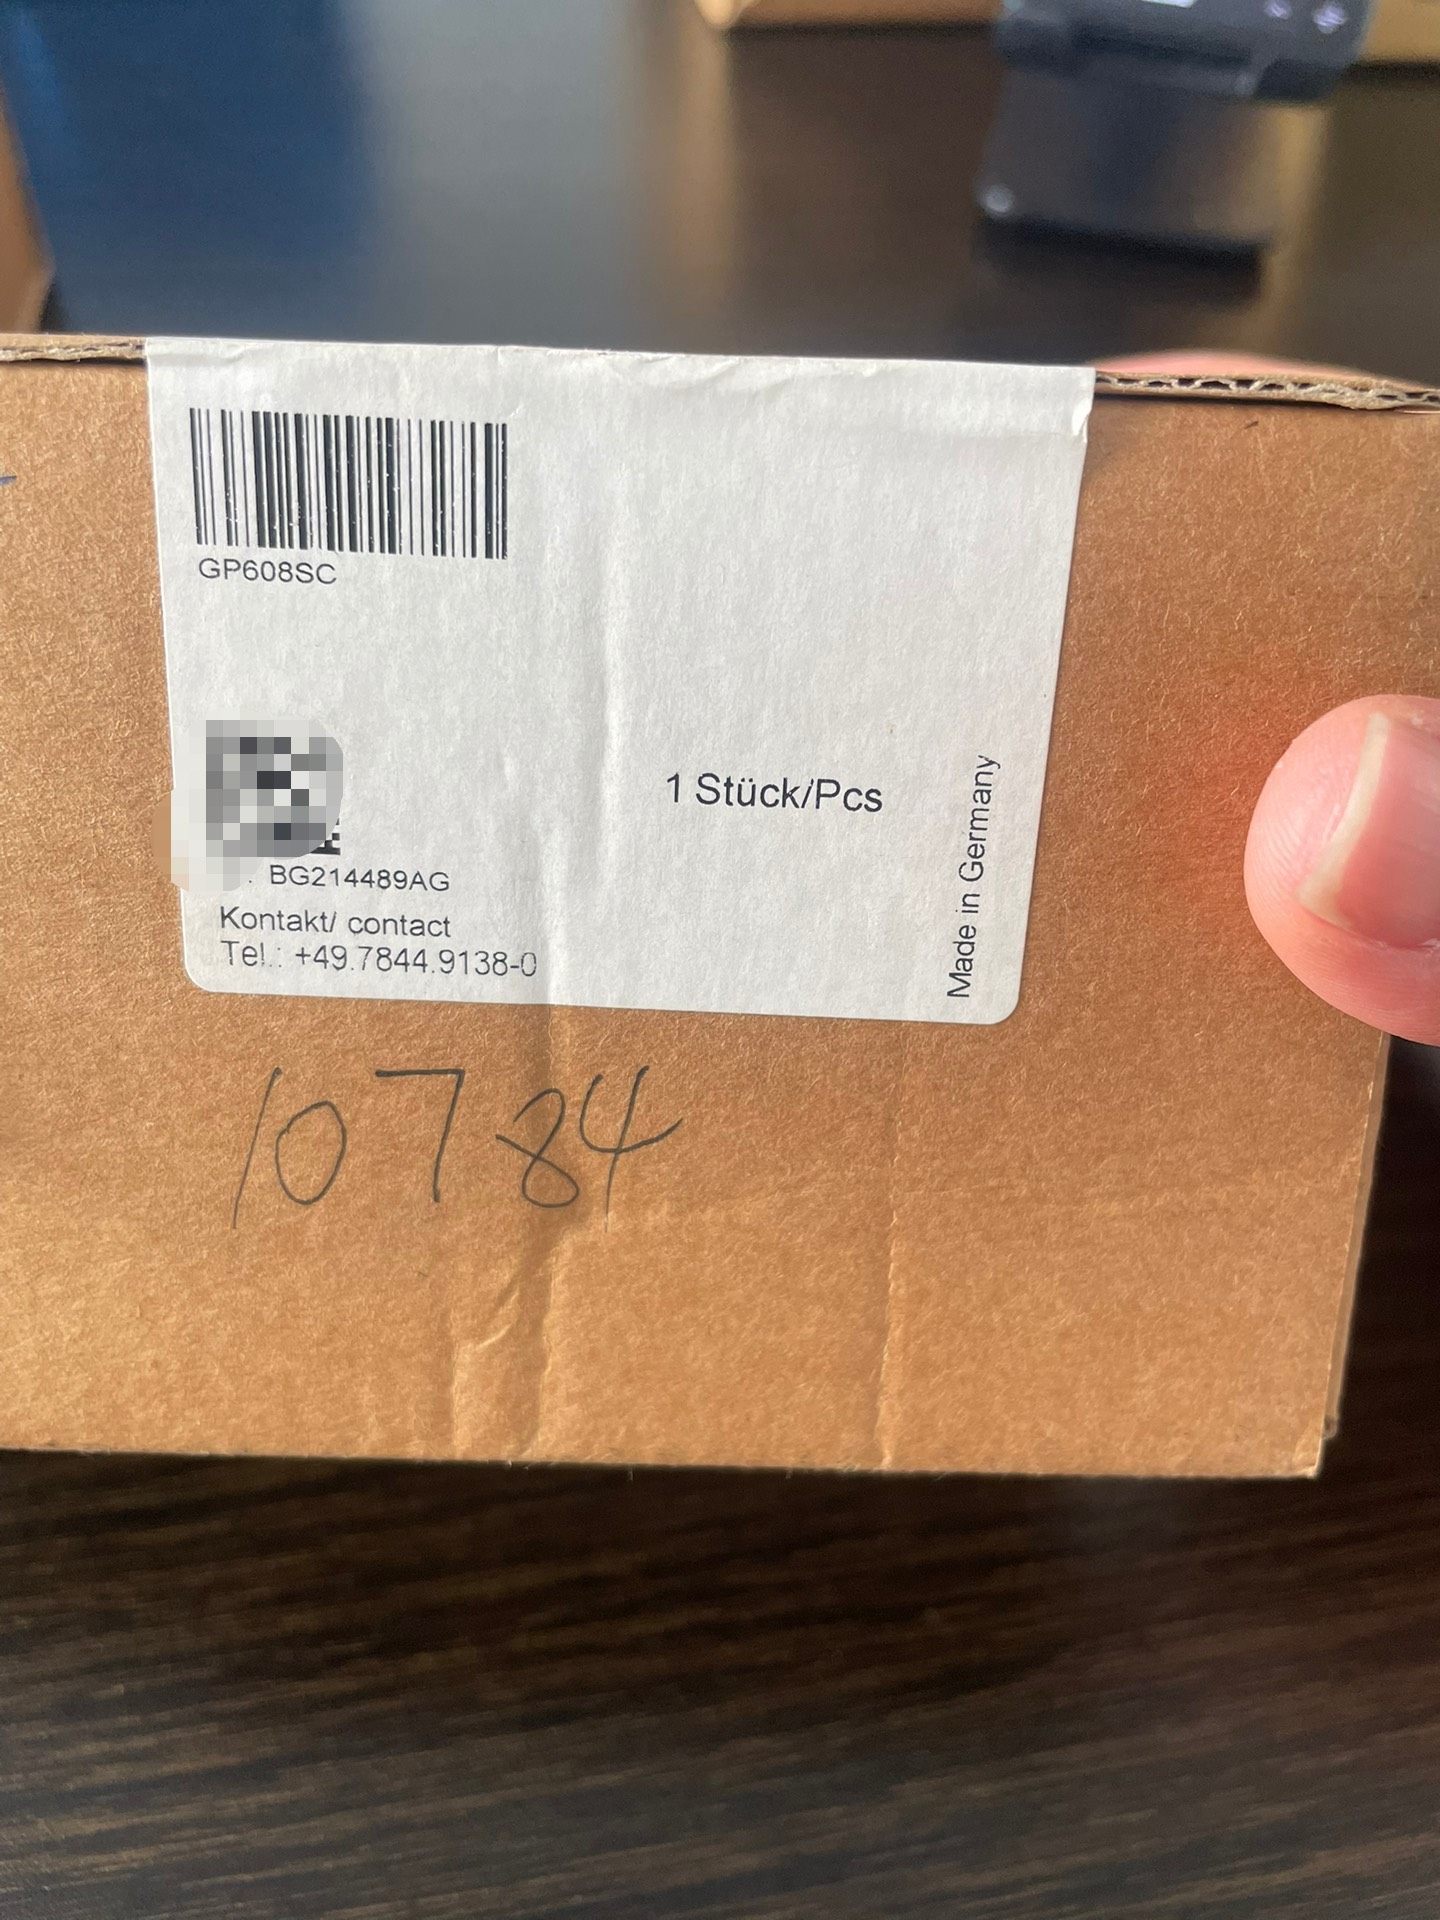 GP608SC
1 Stück/Pcs
Made in Germany
BG214489AG
Kontakt/ contact
Tel.: +49.7844.9138-0
10784